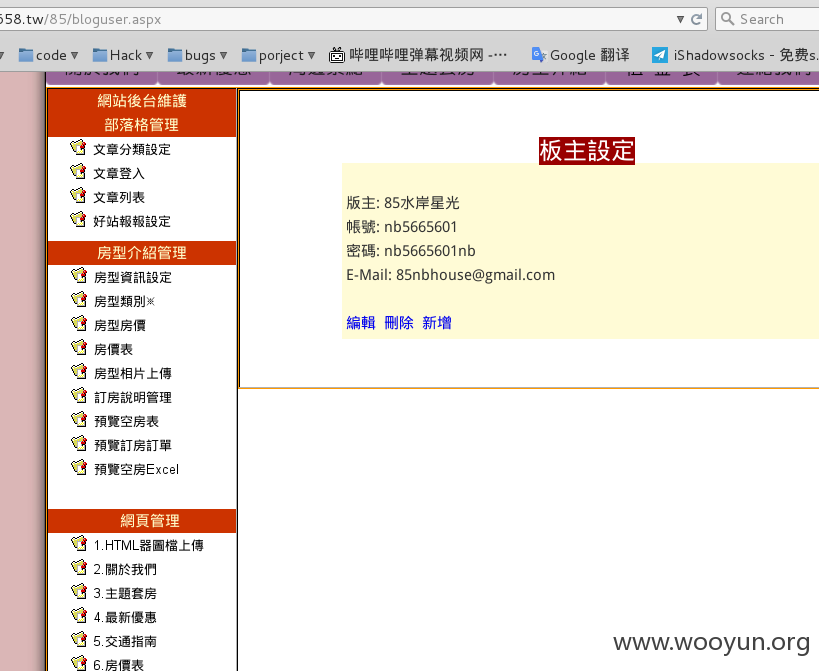 658.tw/85/bloguser.aspx
Search
code
Hack
bugs
porject
哔哩哔哩弹幕视频网 -…
Google 翻译
iShadowsocks - 免费s.
網站後台維護
部落格管理
文章分類設定
文章登入
文章列表
好站報報設定
房型介紹管理
房型資訊設定
房型類別※
房型房價
房價表
房型相片上傳
訂房說明管理
預覽空房表
預覽訂房訂單
預覽空房Excel
網頁管理
1.HTML器圖檔上傳
2.關於我們
3.主題套房
4.最新優惠
5.交通指南
6.房價表
板主設定
版主: 85水岸星光
帳號: nb5665601
密碼: nb5665601nb
E-Mail: 85nbhouse@gmail.com
編輯 刪除 新增
www.wooyun.org